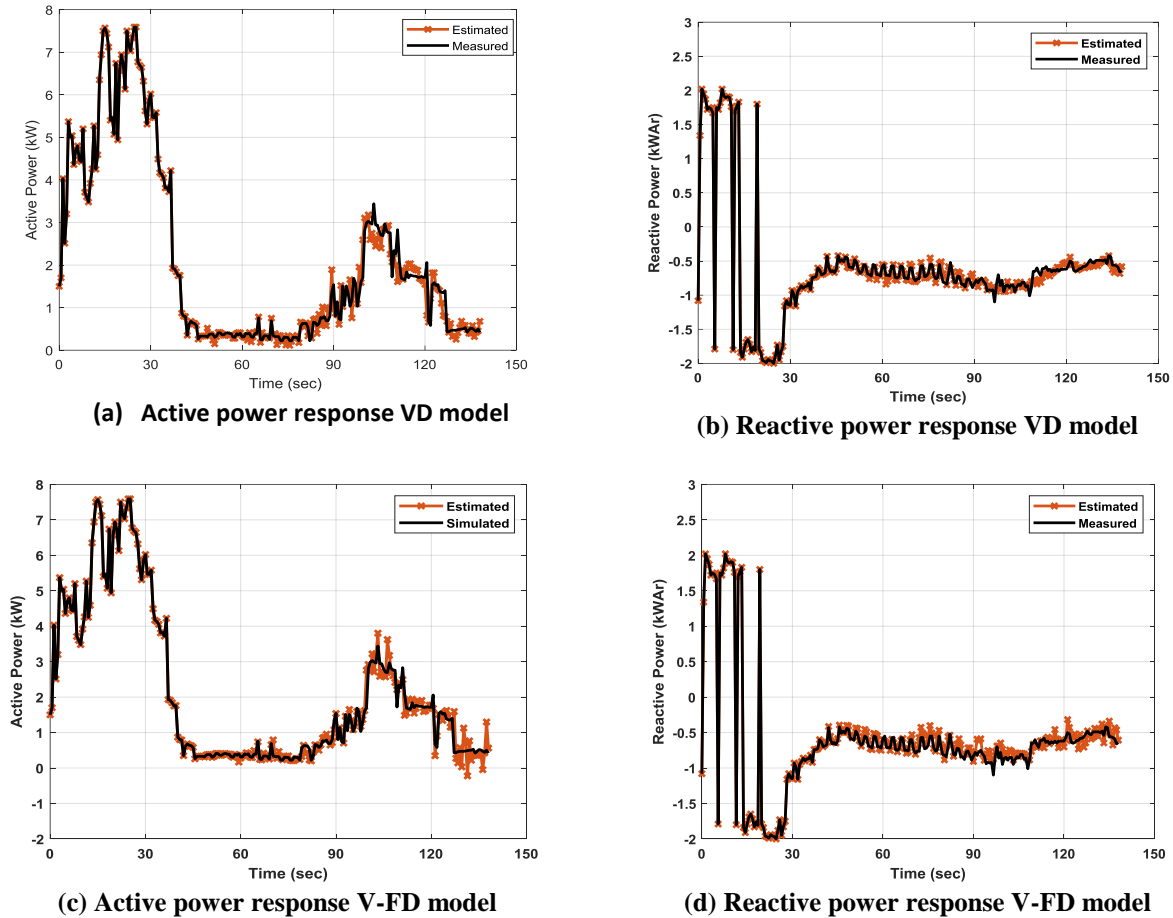 8
7
6
5
4
3
2
1
0
Active Power (kW)
Estimated
Measured
0 30 60 90 120 150
Time (sec)
(a) Active power response VD model
3
2.5
2
1.5
1
0.5
0
-0.5
-1
-1.5
-2
Reactive Power (kWAr)
Estimated
Measured
0 30 60 90 120 150
Time (sec)
(b) Reactive power response VD model
8
7
6
5
4
3
2
1
0
-1
-2
Active Power (kW)
Estimated
Simulated
0 30 60 90 120 150
Time (sec)
(c) Active power response V-FD model
3
2.5
2
1.5
1
0.5
0
-0.5
-1
-1.5
-2
Reactive Power (kWAr)
Estimated
Measured
0 30 60 90 120 150
Time (sec)
(d) Reactive power response V-FD model